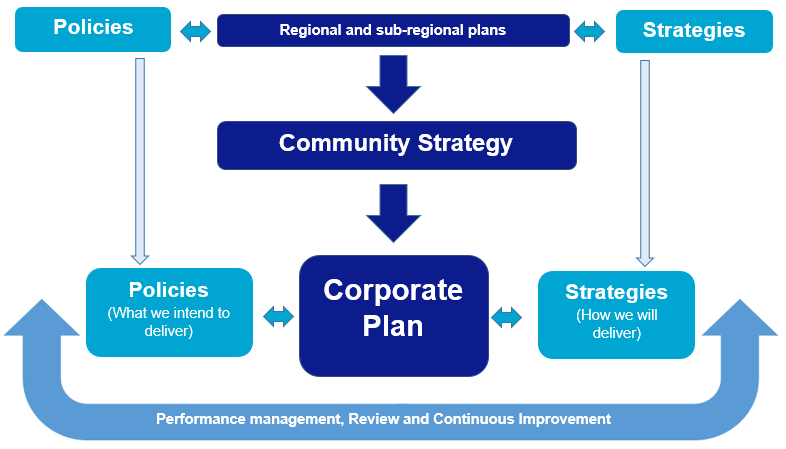 Policies
Regional and sub-regional plans
Strategies
Community Strategy
Policies
(What we intend to
deliver)
Corporate
Plan
Strategies
(How we will
deliver)
Performance management, Review and Continuous Improvement